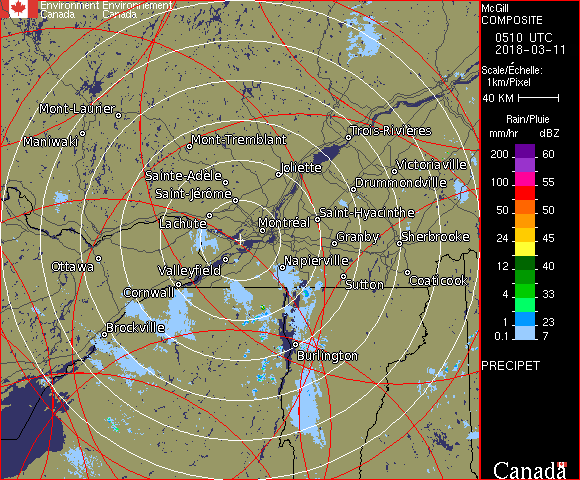 Environment Environnement
Canada Canada
McGill
COMPOSITE
0510 UTC
2018-03-11
Scale/Échelle:
1km/Pixel
40 KM
Rain/Pluie
mm/hr dBZ
200 60
100 55
50 50
24 45
12 40
4 33
1 23
0.1 7
PRECIPET
Canada
Mont-Laurier
Maniwaki
Mont-Tremblant
Trois-Rivières
Joliette
Victoriaville
Sainte-Adèle
Drummondville
Saint-Jérôme
Lachute
Saint-Hyacinthe
Montréal
Granby
Sherbrooke
Ottawa
Valleyfield
Napierville
Sutton
Coaticook
Cornwall
Brockville
Burlington